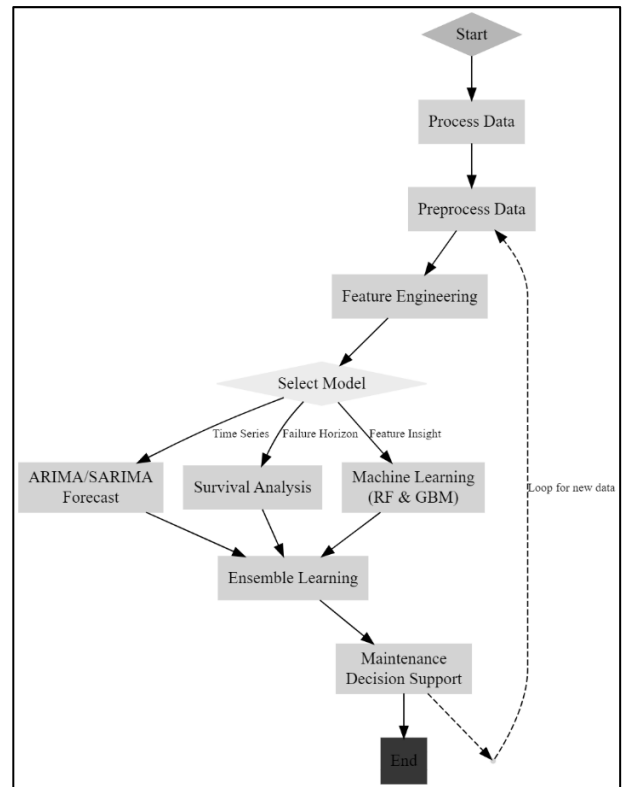 Start
Process Data
Preprocess Data
Feature Engineering
Select Model
Time Series
Failure Horizon
Feature Insight
ARIMA/SARIMA
Forecast
Survival Analysis
Machine Learning
(RF & GBM)
Loop for new data
Ensemble Learning
Maintenance
Decision Support
End